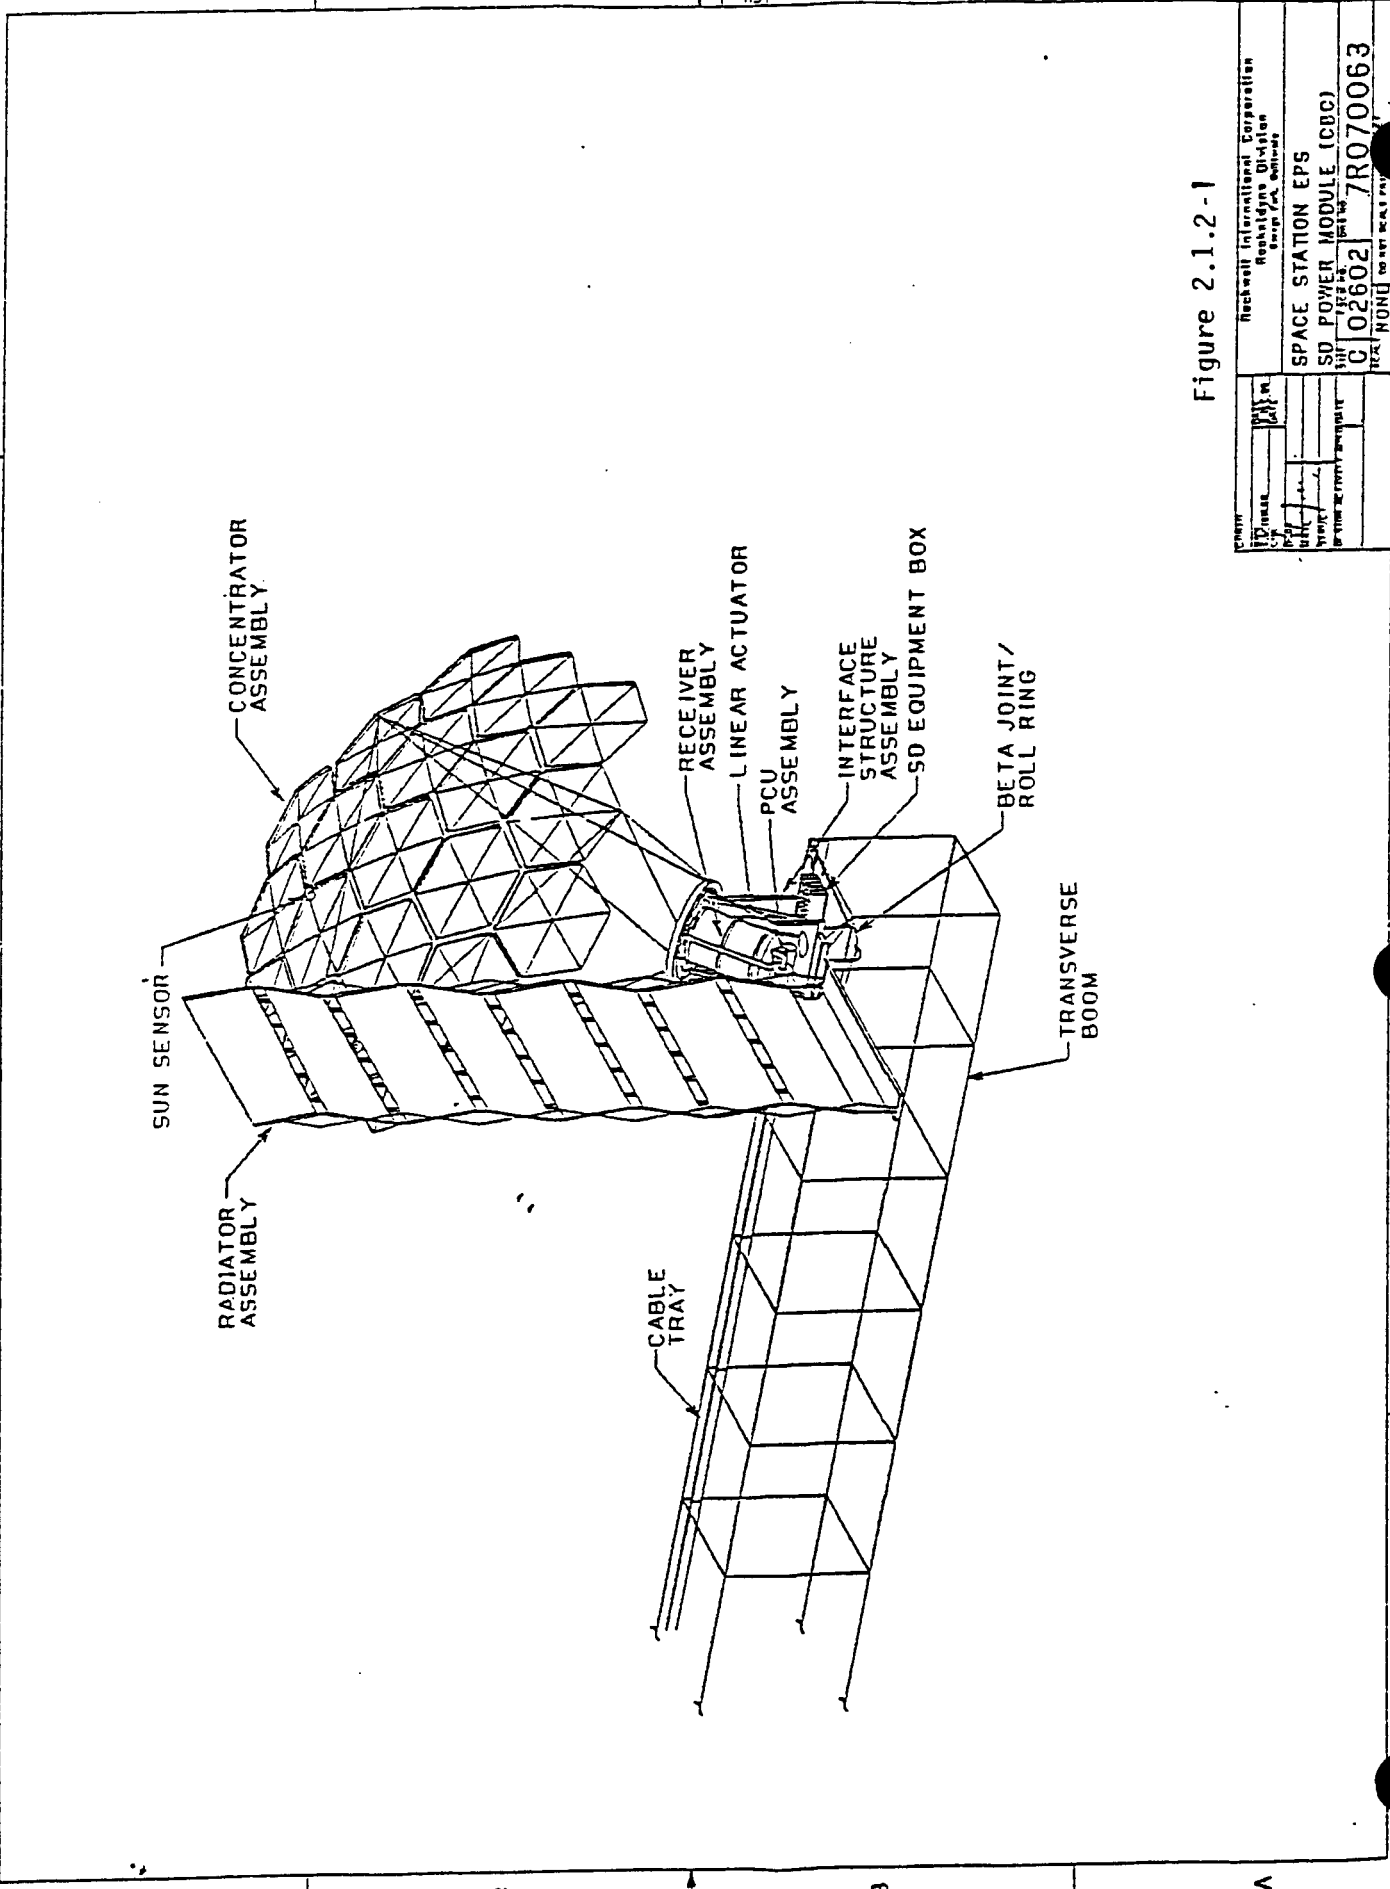 SUN SENSOR
CONCENTRATOR
ASSEMBLY
RADIATOR
ASSEMBLY
RECEIVER
ASSEMBLY
LINEAR ACTUATOR
PCU
ASSEMBLY
CABLE
TRAY
INTERFACE
STRUCTURE
ASSEMBLY
SD EQUIPMENT BOX
BETA JOINT/
ROLL RING
TRANSVERSE
BOOM
Figure 2.1.2-1
Rockwell International Corporation
Rocketdyne Division
SPACE STATION EPS
SD POWER MODULE (CBC)
C 02602 7R070063
NONE
B
A